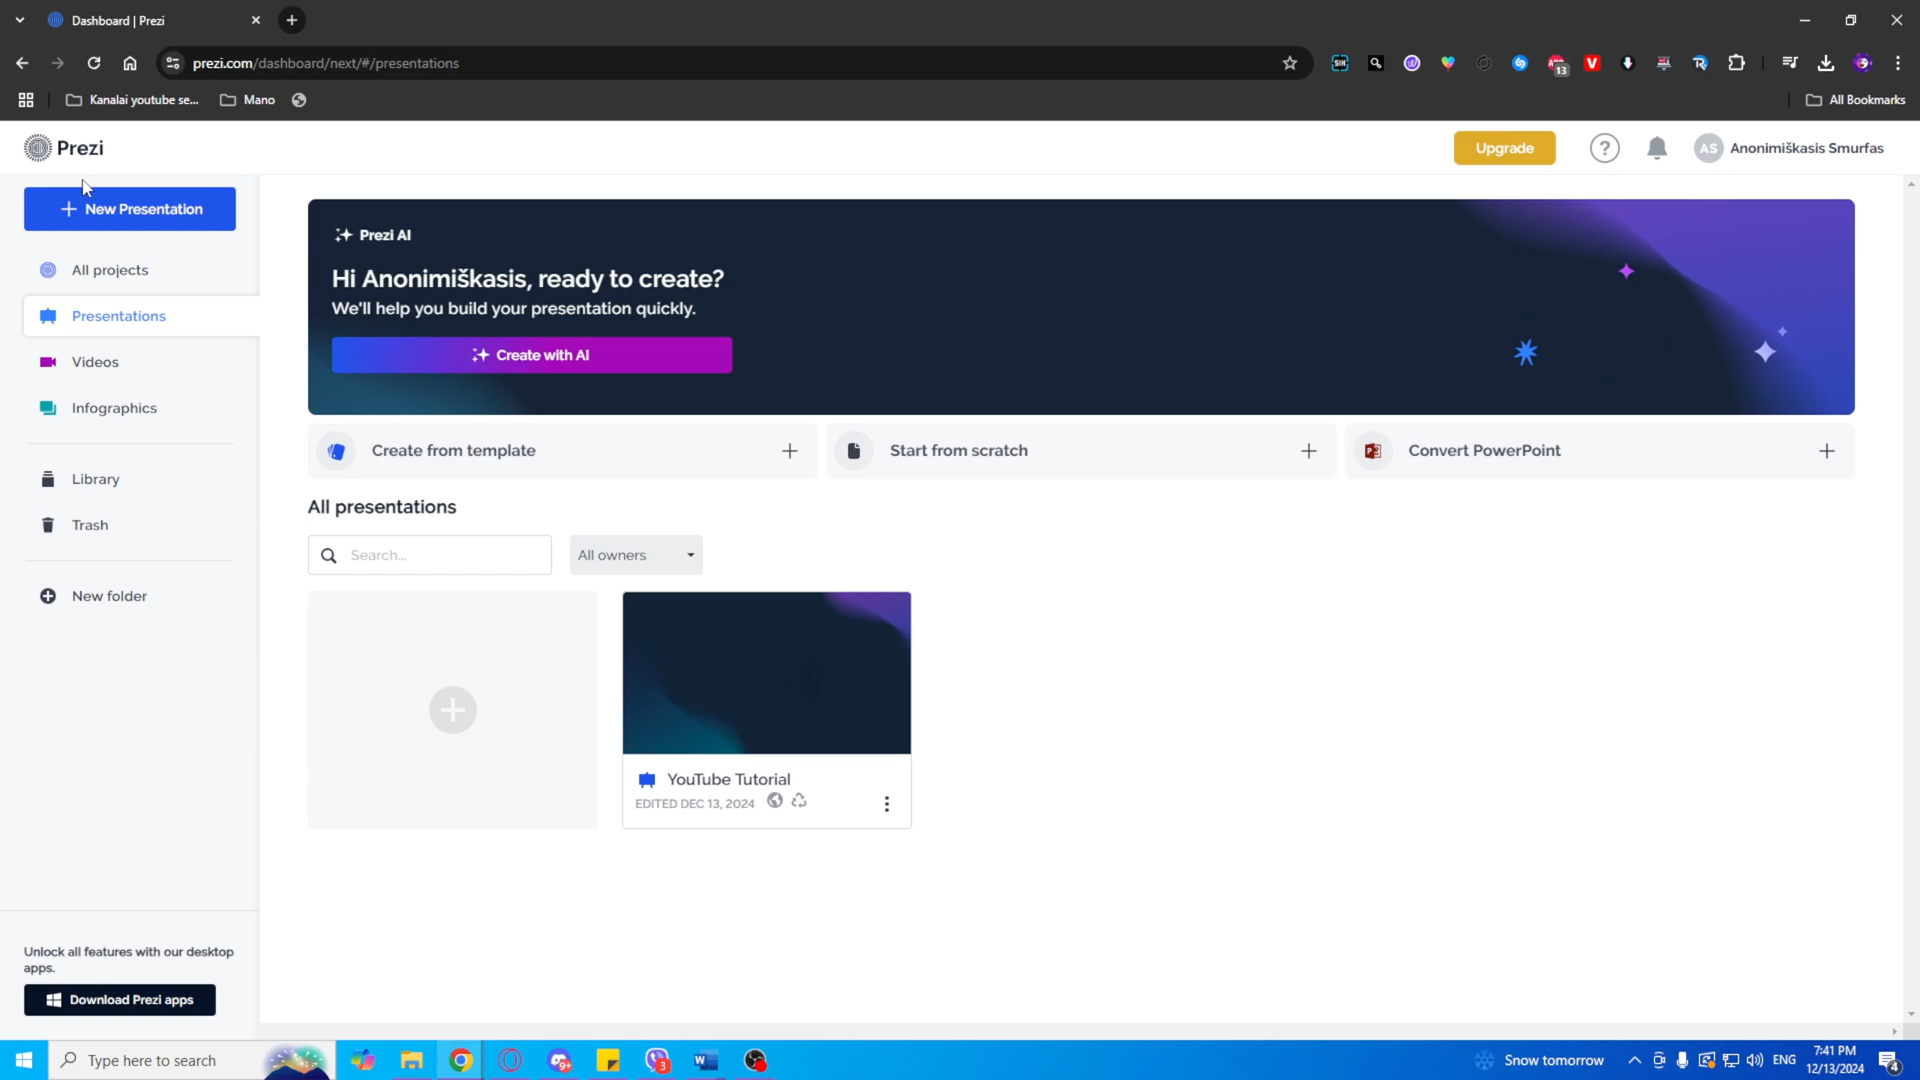 Dashboard | Prezi
prezi.com/dashboard/next/#/presentations
13
Kanalai youtube se...
Mano
All Bookmarks
Prezi
Upgrade
?
AS
Anonimiškasis Smurfas
New Presentation
All projects
Presentations
Videos
Infographics
Library
Trash
New folder
Unlock all features with our desktop
apps.
Download Prezi apps
Prezi AI
Hi Anonimiškasis, ready to create?
We'll help you build your presentation quickly.
Create with AI
Create from template
Start from scratch
Convert PowerPoint
All presentations
Search...
All owners
YouTube Tutorial
EDITED DEC 13, 2024
Type here to search
9+
3
Snow tomorrow
ENG
7:41 PM
12/13/2024
4